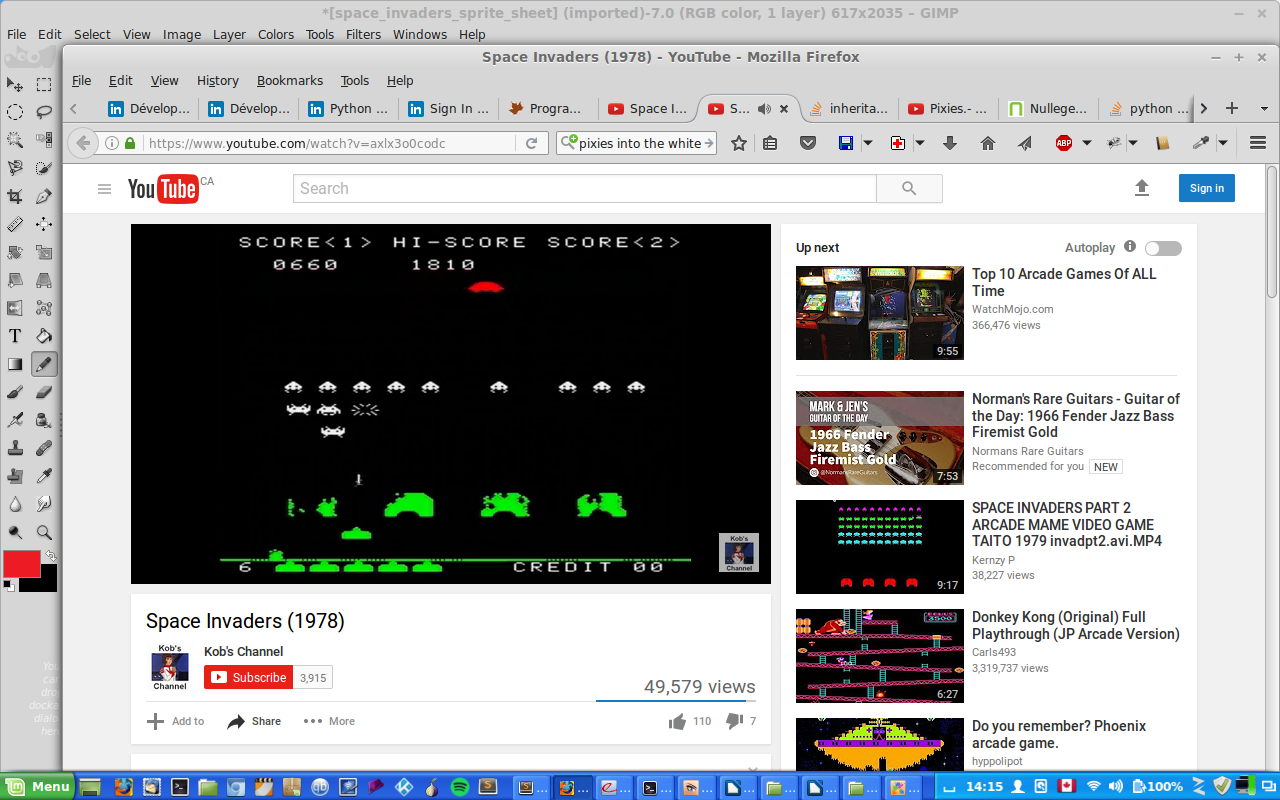 *[space_invaders_sprite_sheet] (imported)-7.0 (RGB color, 1 layer) 617x2035 – GIMP
File Edit Select View Image Layer Colors Tools Filters Windows Help
Space Invaders (1978) - YouTube - Mozilla Firefox
File Edit View History Bookmarks Tools Help
Dévelop... Dévelop... Python ... Sign In ... Progra... Space I... S... inherita... Pixies.- ... Nullege... python ...
https://www.youtube.com/watch?v=axlx3o0codc
pixies into the white
ABP
YouTube CA
Search
Sign in
SCORE<1> HI-SCORE SCORE<2>
0660 1810
6 CREDIT 00
Kob's
Channel
Space Invaders (1978)
Kob's
Channel
Kob's Channel
Subscribe 3,915
49,579 views
Add to Share More 110 7
Up next Autoplay
Top 10 Arcade Games Of ALL
Time
WatchMojo.com
366,476 views
9:55
MARK & JEN'S
GUITAR OF THE DAY
1966 Fender
Jazz Bass
Firemist Gold
@NormansRareGuitars
7:53
Norman's Rare Guitars - Guitar of
the Day: 1966 Fender Jazz Bass
Firemist Gold
Normans Rare Guitars
Recommended for you NEW
SPACE INVADERS PART 2
ARCADE MAME VIDEO GAME
TAITO 1979 invadpt2.avi.MP4
Kernzy P
38,227 views
9:17
Donkey Kong (Original) Full
Playthrough (JP Arcade Version)
Carls493
3,319,737 views
6:27
Do you remember? Phoenix
arcade game.
hyppolipot
You
can
drop
dockable
dialogs
here
Menu
14:15
100%